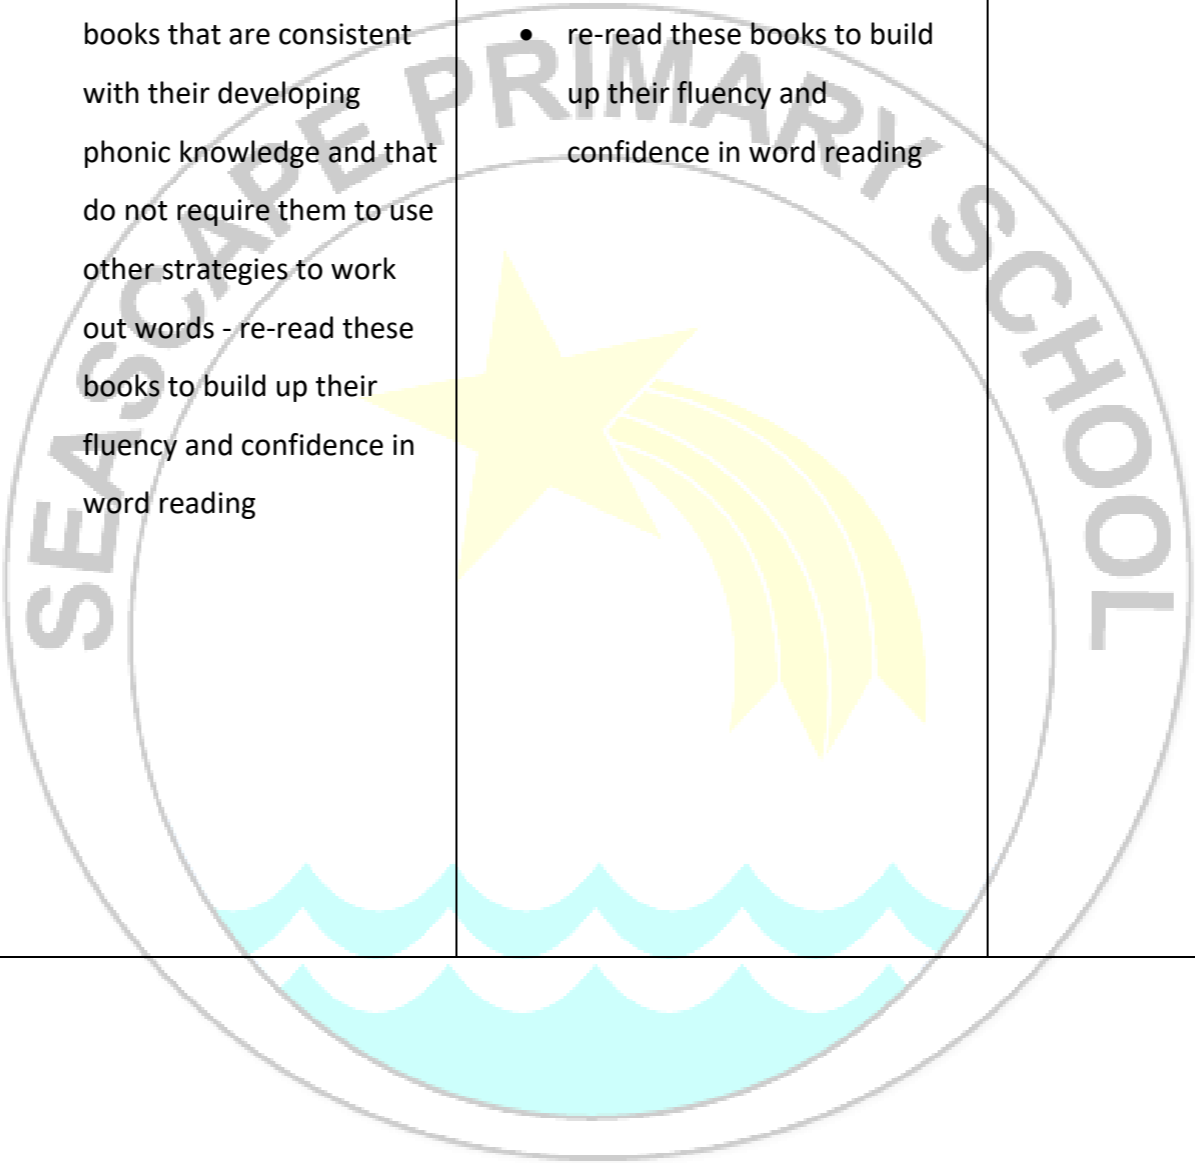 books that are consistent
with their developing
phonic knowledge and that
do not require them to use
other strategies to work
out words - re-read these
books to build up their
fluency and confidence in
word reading
• re-read these books to build
up their fluency and
confidence in word reading
SEASCAPE PRIMARY SCHOOL